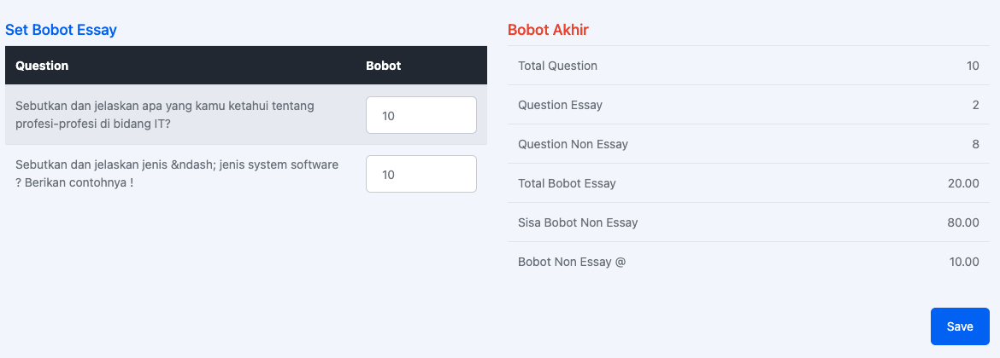 Set Bobot Essay
Question Bobot
Sebutkan dan jelaskan apa yang kamu ketahui tentang
profesi-profesi di bidang IT?
10
Sebutkan dan jelaskan jenis &ndash; jenis system software
? Berikan contohnya !
10
Bobot Akhir
Total Question 10
Question Essay 2
Question Non Essay 8
Total Bobot Essay 20.00
Sisa Bobot Non Essay 80.00
Bobot Non Essay @ 10.00
Save